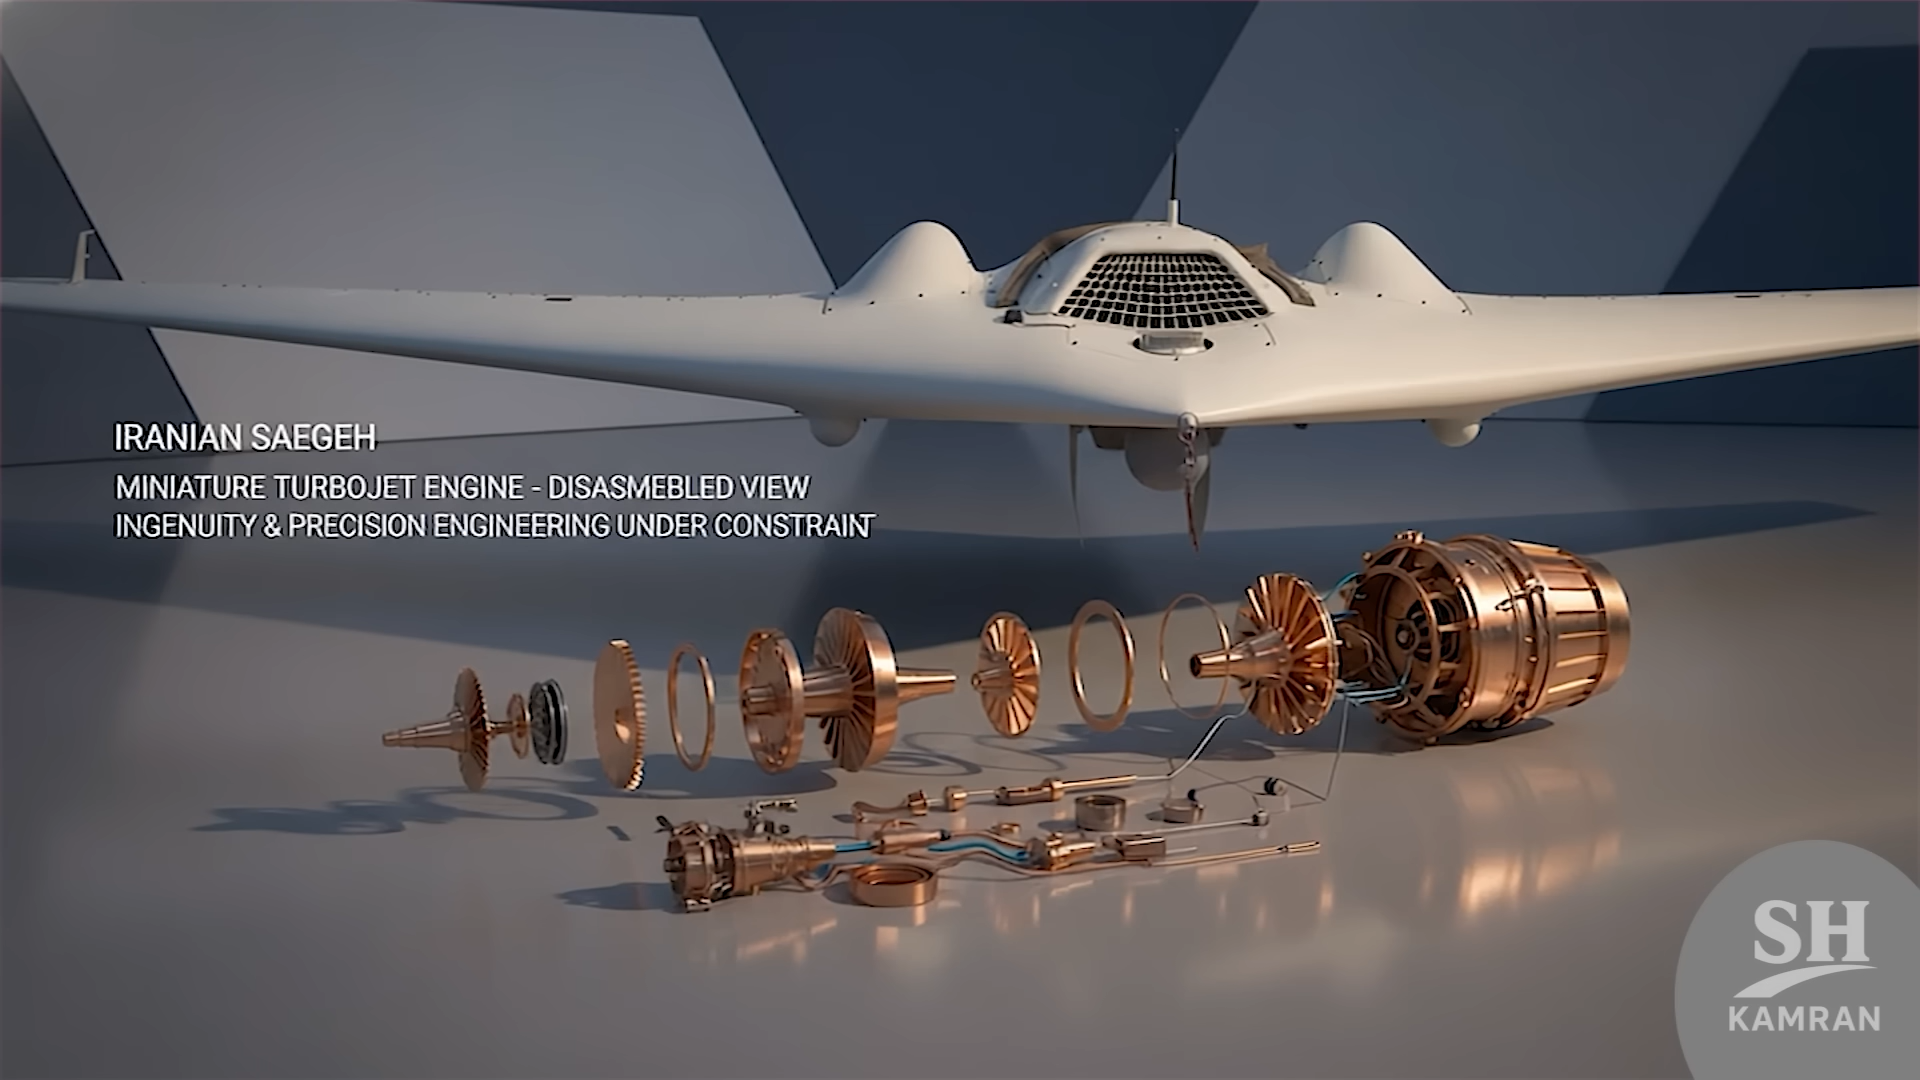 IRANIAN SAEGEH
MINIATURE TURBOJET ENGINE - DISASMEBLED VIEW
INGENUITY & PRECISION ENGINEERING UNDER CONSTRAINT
SH
KAMRAN